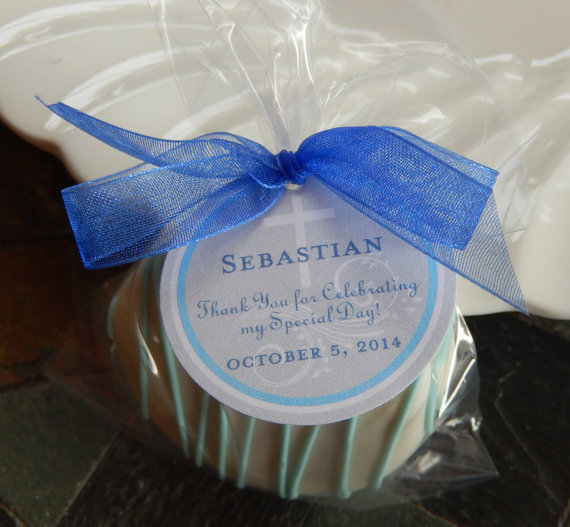 SEBASTIAN
Thank You for Celebrating
my Special Day!
OCTOBER 5, 2014